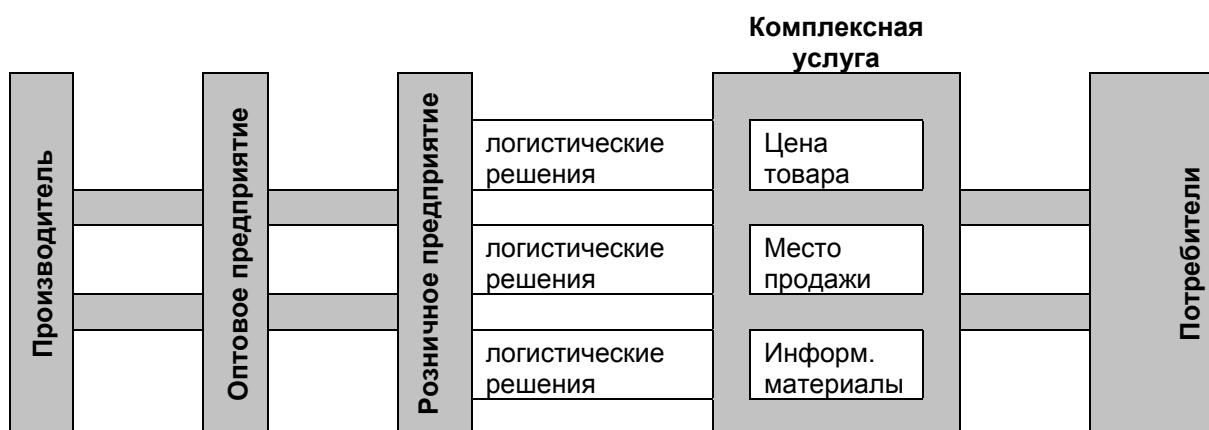 Комплексная
услуга
Производитель
Оптовое предприятие
Розничное предприятие
логистические
решения
Цена
товара
логистические
решения
Место
продажи
логистические
решения
Информ.
материалы
Потребители